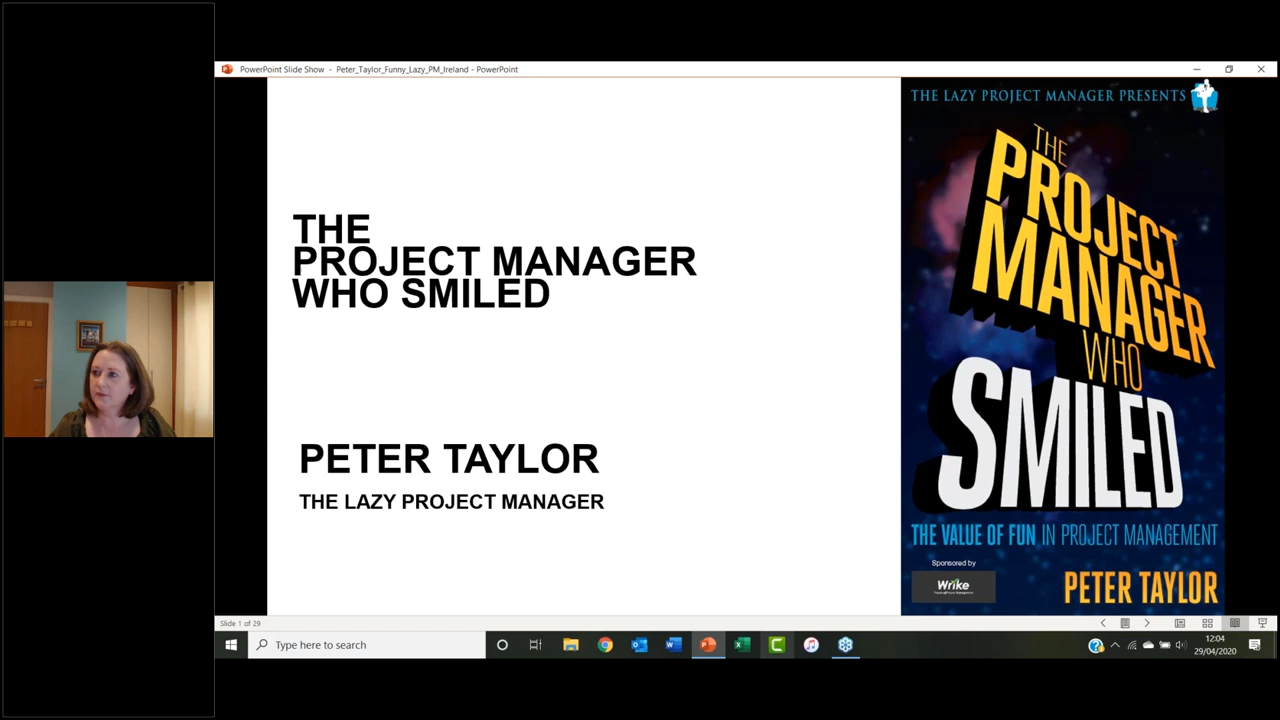 PowerPoint Slide Show - Peter_Taylor_Funny_Lazy_PM_Ireland - PowerPoint
THE
PROJECT MANAGER
WHO SMILED
PETER TAYLOR
THE LAZY PROJECT MANAGER
THE LAZY PROJECT MANAGER PRESENTS
THE
PROJECT
MANAGER
WHO
SMILED
THE VALUE OF FUN IN PROJECT MANAGEMENT
Sponsored by
Wrike
PETER TAYLOR
Slide 1 of 29
Type here to search
12:04
29/04/2020